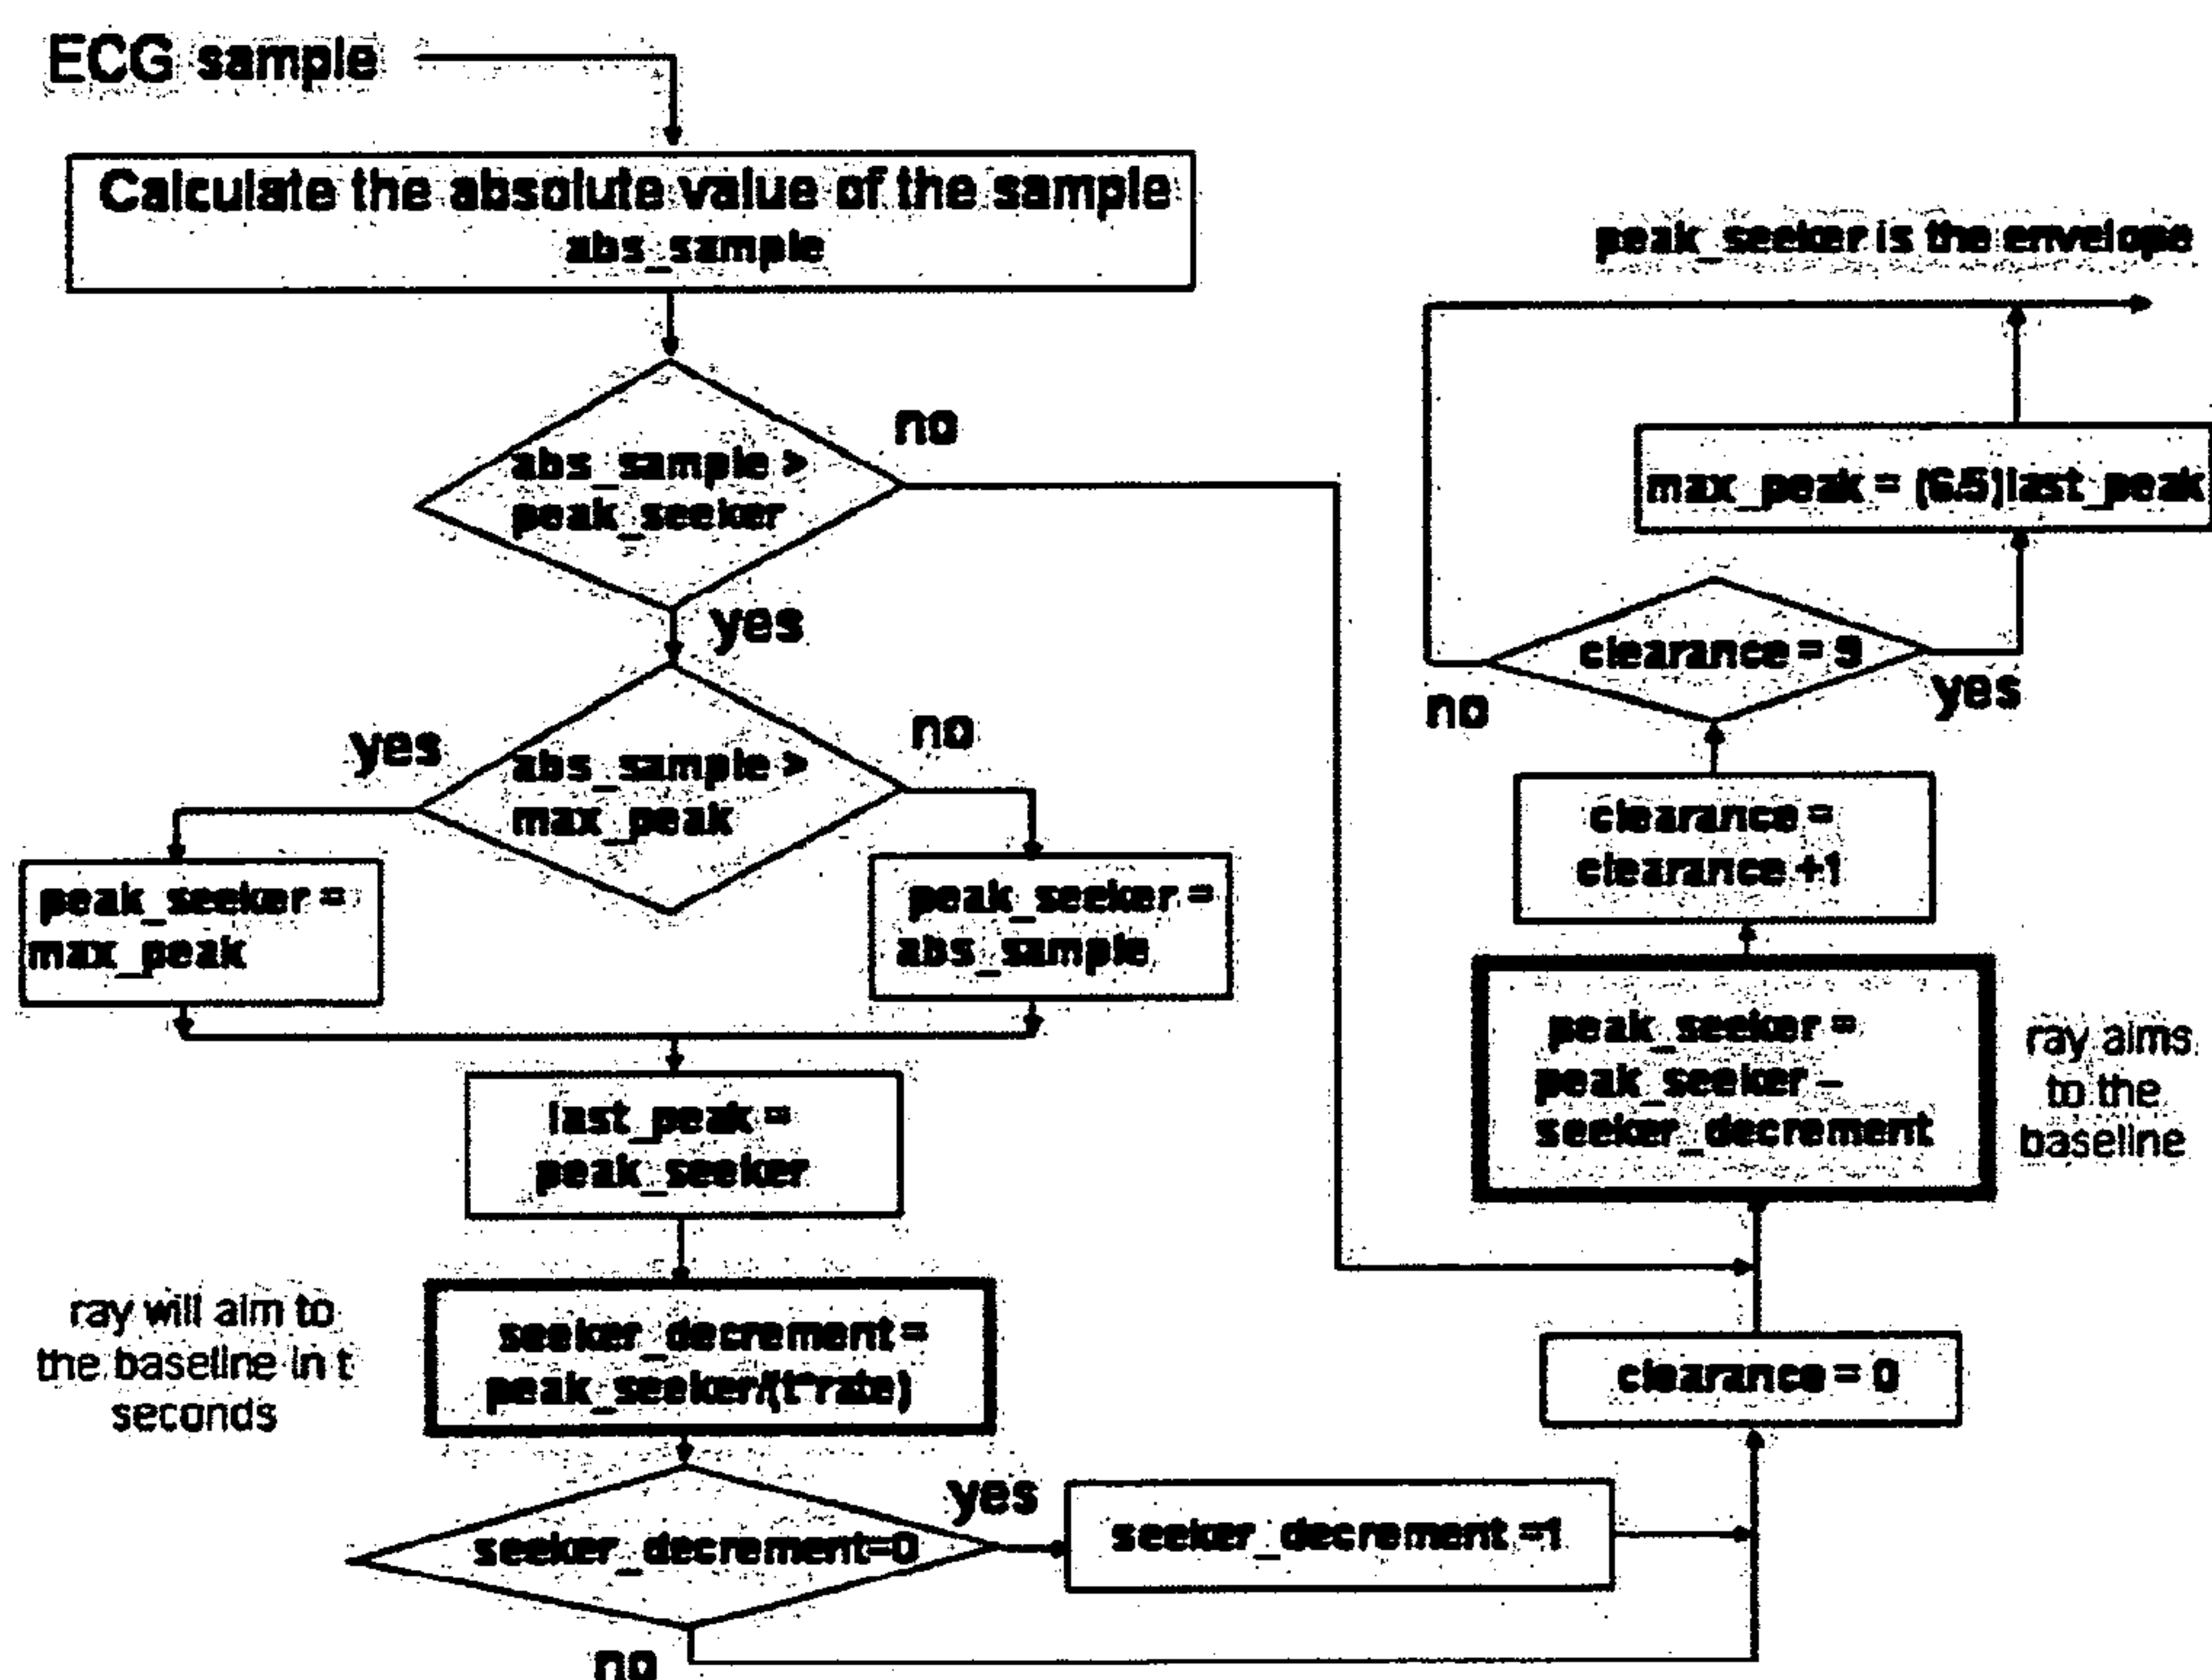 ECG sample
Calculate the absolute value of the sample
abs_sample
abs_sample >
peak_seeker
no
yes
abs_sample >
max_peak
yes
no
peak_seeker =
max_peak
peak_seeker =
abs_sample
last_peak =
peak_seeker
ray will aim to
the baseline in t
seconds
seeker_decrement =
peak_seeker/(t*rate)
seeker_decrement=0
yes
no
seeker_decrement =1
clearance = 0
peak_seeker =
peak_seeker –
seeker_decrement
ray aims
to the
baseline
clearance =
clearance +1
clearance =
no
yes
max_peak = last_peak
peak_seeker is the envelope